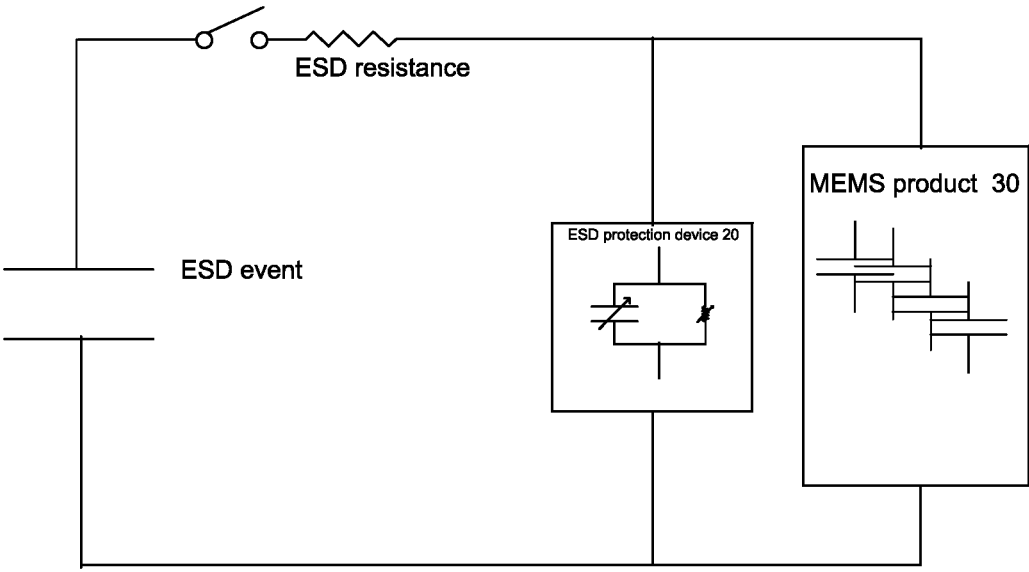 ESD resistance
MEMS product 30
ESD protection device 20
ESD event